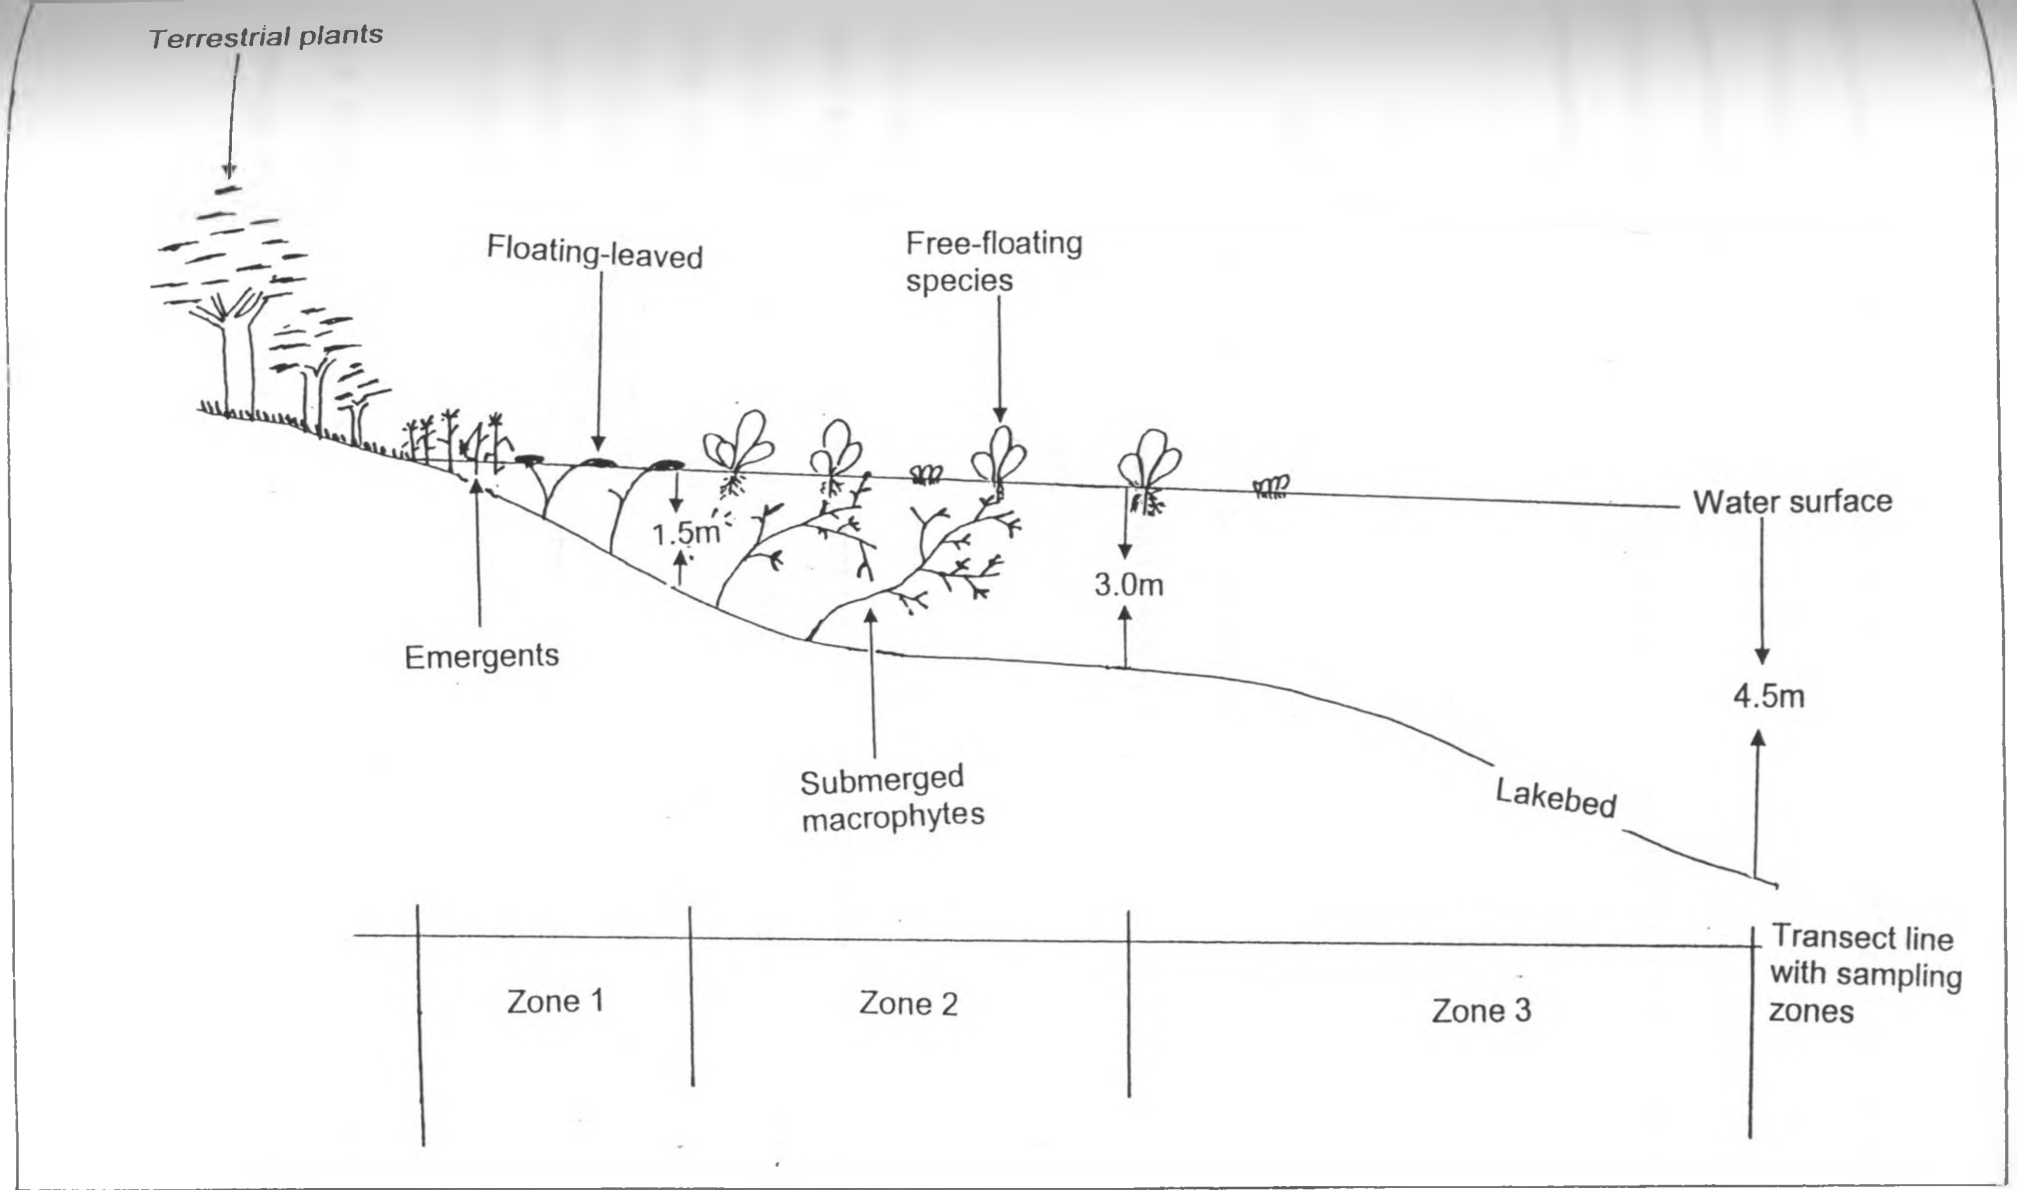 Terrestrial plants
Floating-leaved
Free-floating
species
Water surface
1.5m
3.0m
Emergents
4.5m
Submerged
macrophytes
Lakebed
Transect line
with sampling
zones
Zone 1
Zone 2
Zone 3